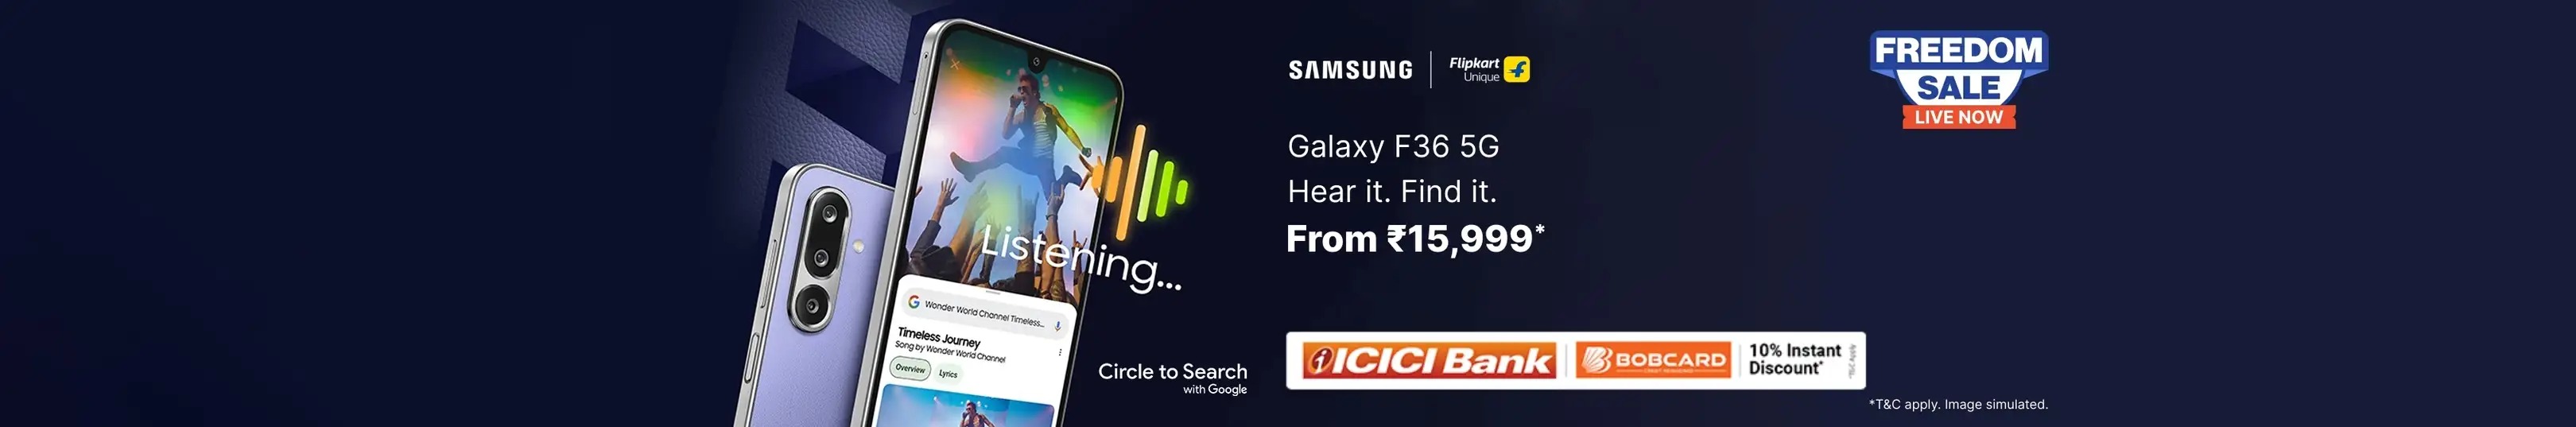 SAMSUNG
Flipkart
Unique
FREEDOM
SALE
LIVE NOW
Galaxy F36 5G
Hear it. Find it.
From ₹15,999*
Listening...
Wonder World Channel Timeless...
Timeless Journey
Song by Wonder World Channel
Overview
Lyrics
Circle to Search
with Google
ICICI Bank
BOBCARD
10% Instant
Discount*
*T&C apply. Image simulated.